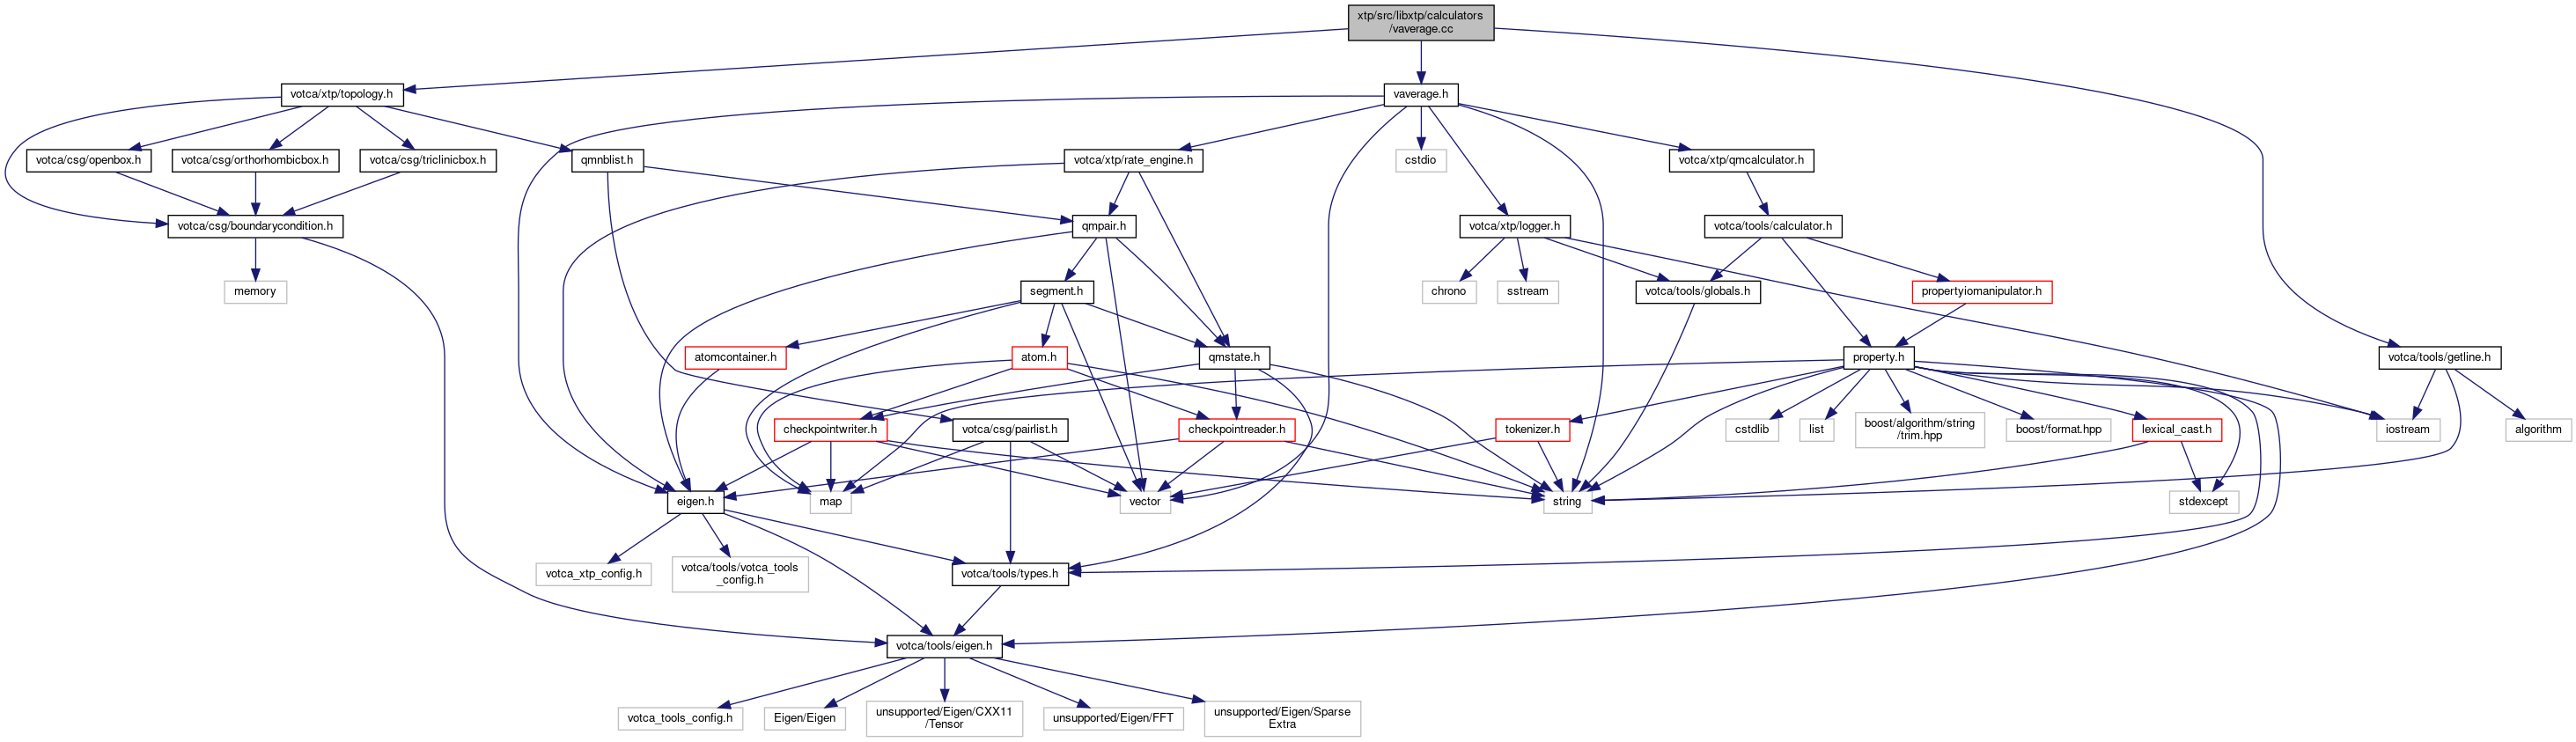 xtp/src/libxtp/calculators
/vaverage.cc
votca/xtp/topology.h
vaverage.h
votca/csg/openbox.h
votca/csg/orthorhombicbox.h
votca/csg/triclinicbox.h
qmnblist.h
votca/xtp/rate_engine.h
cstdio
votca/xtp/qmcalculator.h
votca/csg/boundarycondition.h
qmpair.h
votca/xtp/logger.h
votca/tools/calculator.h
memory
segment.h
chrono
sstream
votca/tools/globals.h
propertyiomanipulator.h
atomcontainer.h
atom.h
qmstate.h
property.h
votca/tools/getline.h
checkpointwriter.h
votca/csg/pairlist.h
checkpointreader.h
tokenizer.h
cstdlib
list
boost/algorithm/string
/trim.hpp
boost/format.hpp
lexical_cast.h
iostream
algorithm
eigen.h
map
vector
string
stdexcept
votca_xtp_config.h
votca/tools/votca_tools
_config.h
votca/tools/types.h
votca/tools/eigen.h
votca_tools_config.h
Eigen/Eigen
unsupported/Eigen/CXX11
/Tensor
unsupported/Eigen/FFT
unsupported/Eigen/Sparse
Extra